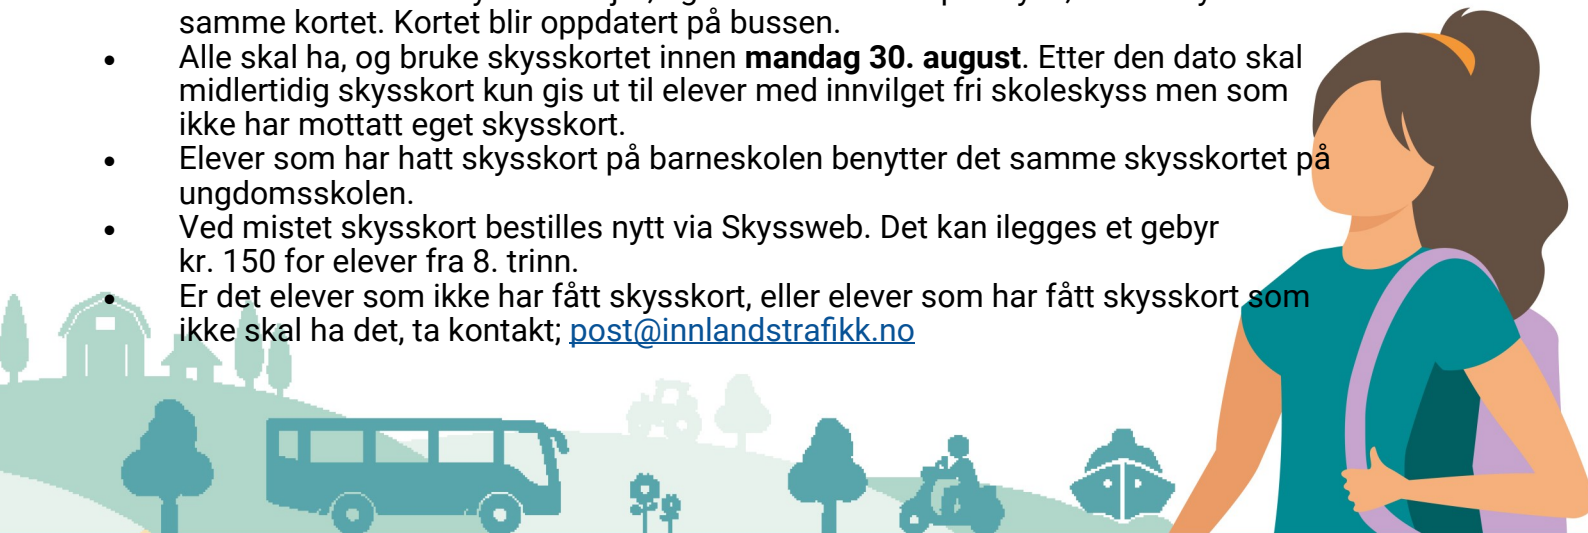 samme kortet. Kortet blir oppdatert på bussen.
• Alle skal ha, og bruke skysskortet innen mandag 30. august. Etter den dato skal
midlertidig skysskort kun gis ut til elever med innvilget fri skoleskyss men som
ikke har mottatt eget skysskort.
• Elever som har hatt skysskort på barneskolen benytter det samme skysskortet på
ungdomsskolen.
• Ved mistet skysskort bestilles nytt via Skyssweb. Det kan ilegges et gebyr
kr. 150 for elever fra 8. trinn.
• Er det elever som ikke har fått skysskort, eller elever som har fått skysskort som
ikke skal ha det, ta kontakt; post@innlandstrafikk.no